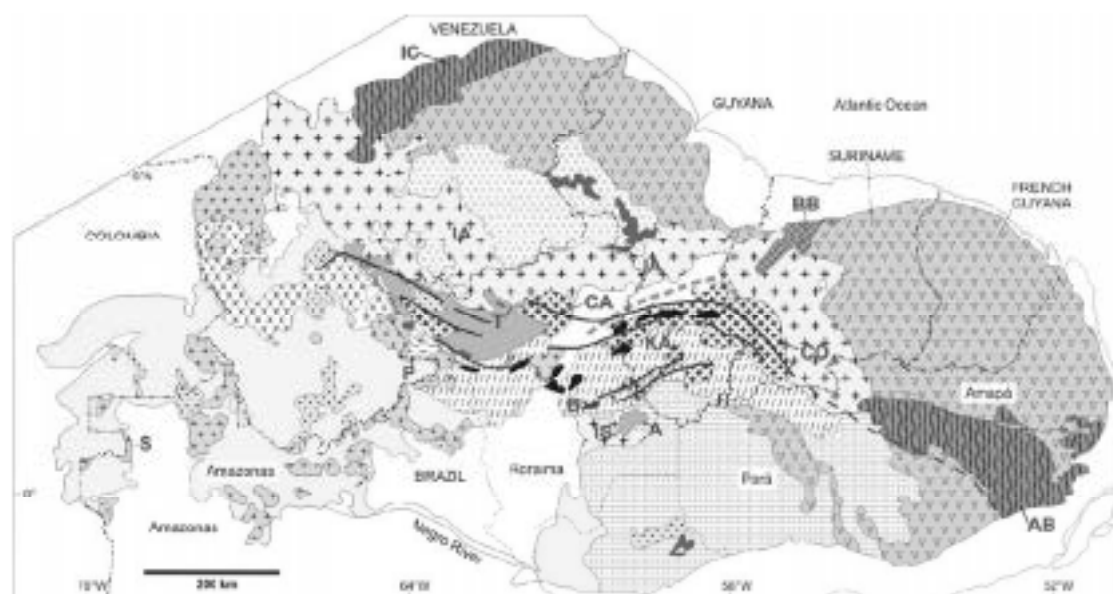 VENEZUELA
IC
GUYANA
Atlantic Ocean
SURINAME
FRENCH
GUYANA
BB
COLOMBIA
IA
CA
KA
CO
Amapá
S
A
Amazonas
BRAZIL
Roraima
Pará
0°
Amazonas
Negro River
AB
200 km
64°W
52°W